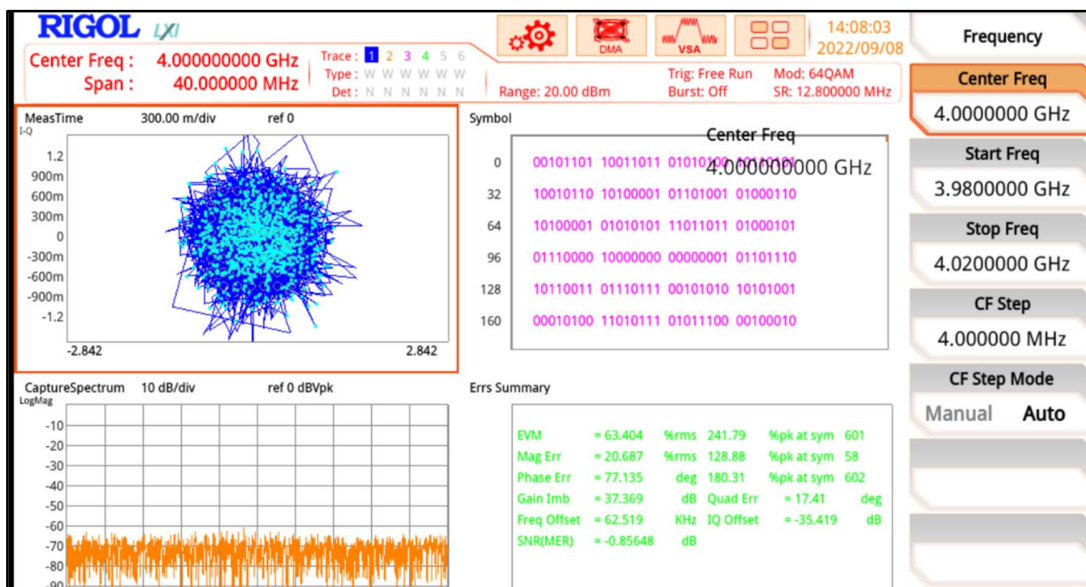 RIGOL LXI
DMA
VSA
14:08:03
2022/09/08
Center Freq : 4.000000000 GHz
Span : 40.000000 MHz
Trace : 1 2 3 4 5 6
Type : W W W W W W
Det : N N N N N N
Range: 20.00 dBm
Trig: Free Run
Burst: Off
Mod: 64QAM
SR: 12.800000 MHz
MeasTime 300.00 m/div ref 0
I-Q
1.2
900m
600m
300m
0
-300m
-600m
-900m
-1.2
-2.842 2.842
Symbol
Center Freq
4.000000000 GHz
0 00101101 10011011 01010100
32 10010110 10100001 01101001 01000110
64 10100001 01010101 11011011 01000101
96 01110000 10000000 00000001 01101110
128 10110011 01110111 00101010 10101001
160 00010100 11010111 01011100 00100010
CaptureSpectrum 10 dB/div ref 0 dBVpk
LogMag
-10
-20
-30
-40
-50
-60
-70
-80
-90
Errs Summary
EVM = 63.404 %rms 241.79 %pk at sym 601
Mag Err = 20.687 %rms 128.88 %pk at sym 58
Phase Err = 77.135 deg 180.31 %pk at sym 602
Gain Imb = 37.369 dB Quad Err = 17.41 deg
Freq Offset = 62.519 KHz IQ Offset = -35.419 dB
SNR(MER) = -0.85648 dB
Frequency
Center Freq
4.0000000 GHz
Start Freq
3.9800000 GHz
Stop Freq
4.0200000 GHz
CF Step
4.000000 MHz
CF Step Mode
Manual Auto